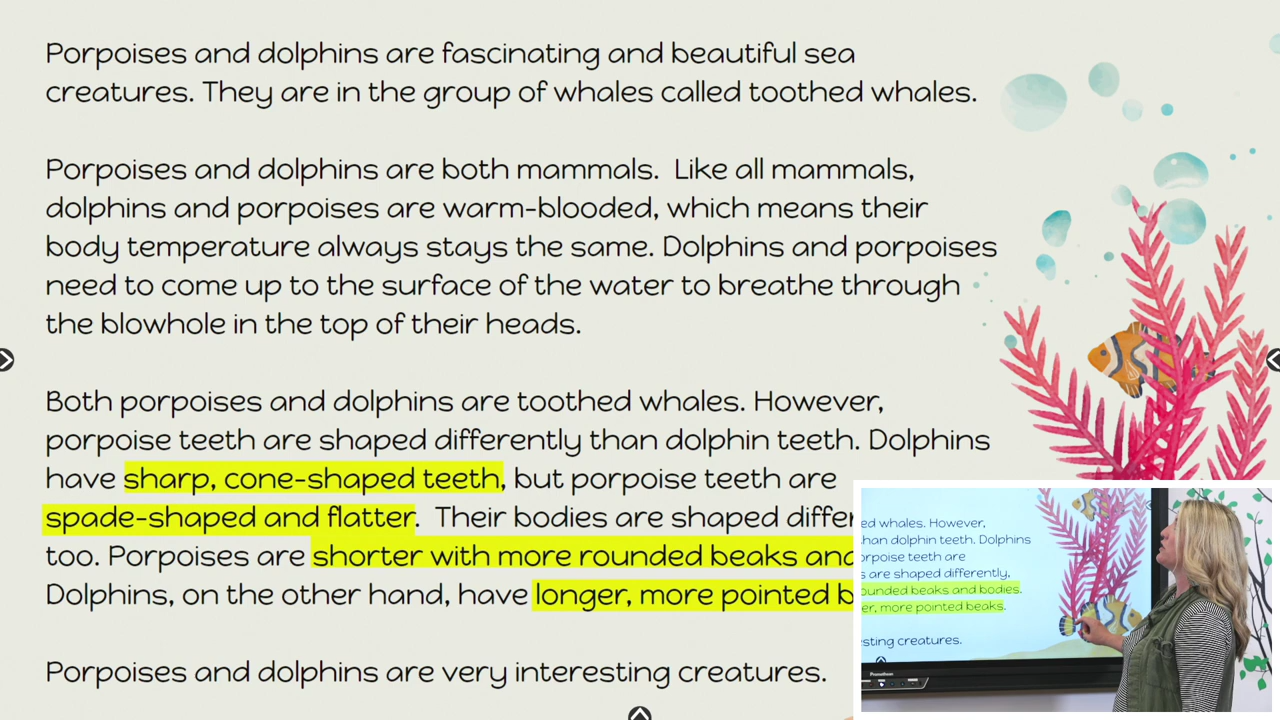 Porpoises and dolphins are fascinating and beautiful sea
creatures. They are in the group of whales called toothed whales.
Porpoises and dolphins are both mammals. Like all mammals,
dolphins and porpoises are warm-blooded, which means their
body temperature always stays the same. Dolphins and porpoises
need to come up to the surface of the water to breathe through
the blowhole in the top of their heads.
Both porpoises and dolphins are toothed whales. However,
porpoise teeth are shaped differently than dolphin teeth. Dolphins
have sharp, cone-shaped teeth, but porpoise teeth are
spade-shaped and flatter. Their bodies are shaped differ
too. Porpoises are shorter with more rounded beaks and
Dolphins, on the other hand, have longer, more pointed b
Porpoises and dolphins are very interesting creatures.
ed whales. However,
han dolphin teeth. Dolphins
orpoise teeth are
s are shaped differently,
ounded beaks and bodies.
er, more pointed beaks.
esting creatures.
Promethean